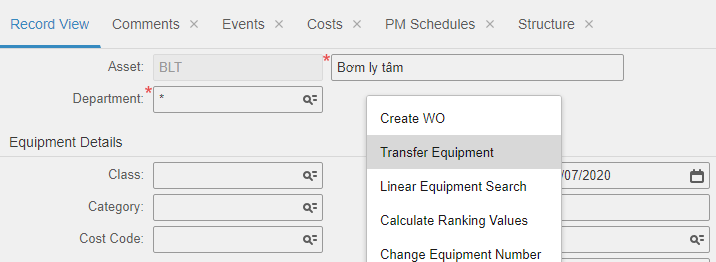 Record View Comments Events Costs PM Schedules Structure
Asset: BLT * Bơm ly tâm
Department: * *
Create WO
Equipment Details Transfer Equipment
Class: /07/2020
Linear Equipment Search
Category: Calculate Ranking Values
Cost Code: Change Equipment Number